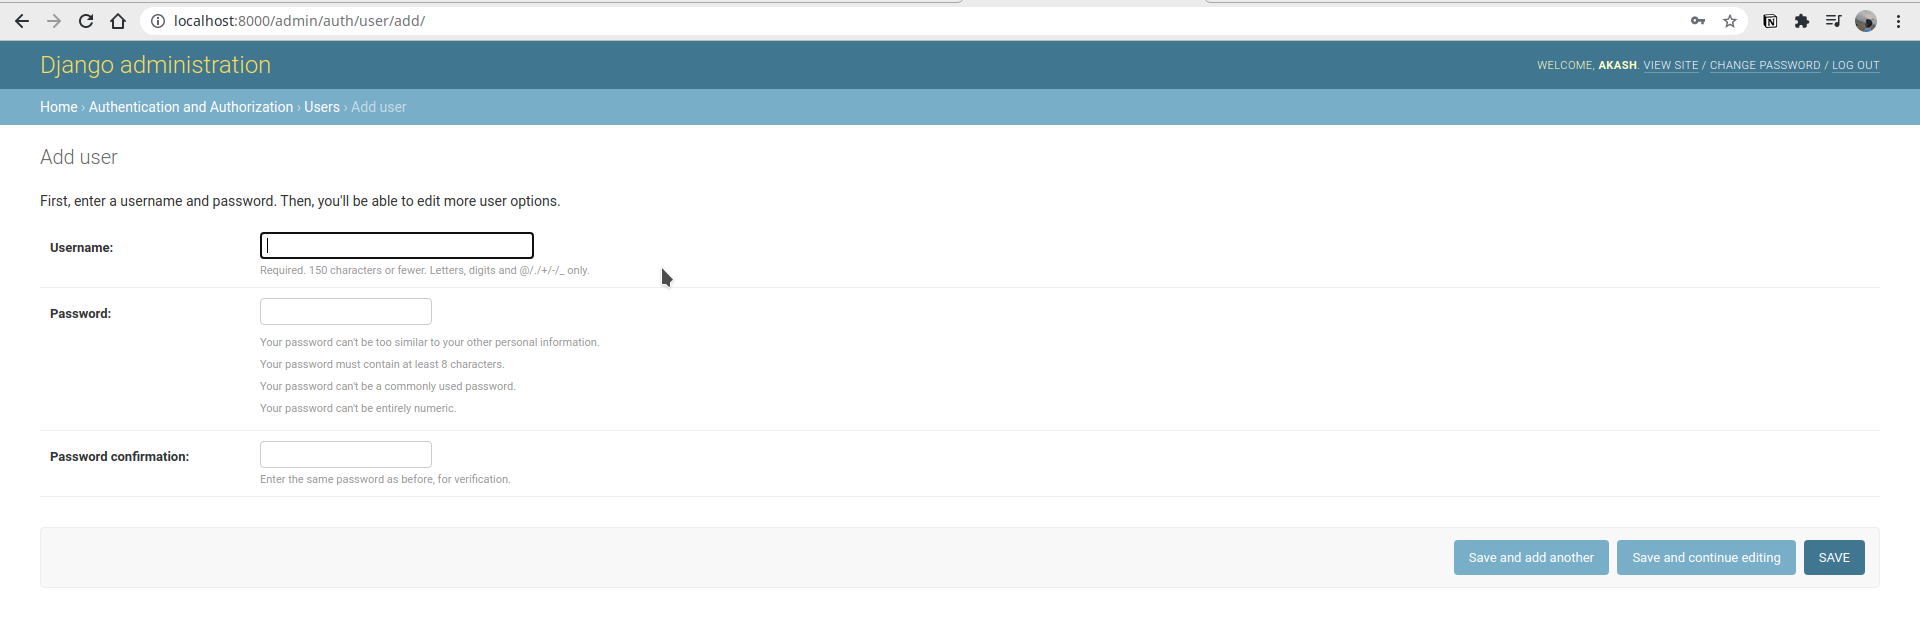 localhost:8000/admin/auth/user/add/
Django administration
WELCOME, AKASH. VIEW SITE / CHANGE PASSWORD / LOG OUT
Home › Authentication and Authorization › Users › Add user
Add user
First, enter a username and password. Then, you'll be able to edit more user options.
Username:
Required. 150 characters or fewer. Letters, digits and @/./+/-/_ only.
Password:
Your password can't be too similar to your other personal information.
Your password must contain at least 8 characters.
Your password can't be a commonly used password.
Your password can't be entirely numeric.
Password confirmation:
Enter the same password as before, for verification.
Save and add another
Save and continue editing
SAVE